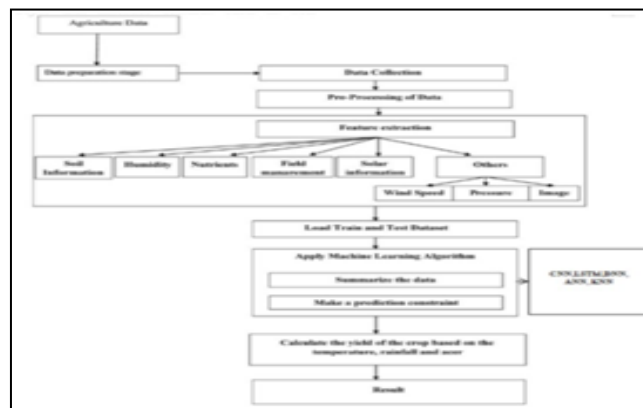 Agriculture Data
Data preparation stage
Data Collection
Pre-Processing of Data
Feature extraction
Soil
Information
Humidity
Nutrients
Field
management
Solar
information
Others
Wind Speed
Pressure
Image
Load Train and Test Dataset
Apply Machine Learning Algorithm
Summarize the data
Make a prediction constraint
CNN,LSTM,DNN,
ANN,KNN
Calculate the yield of the crop based on the
temperature, rainfall and
Result